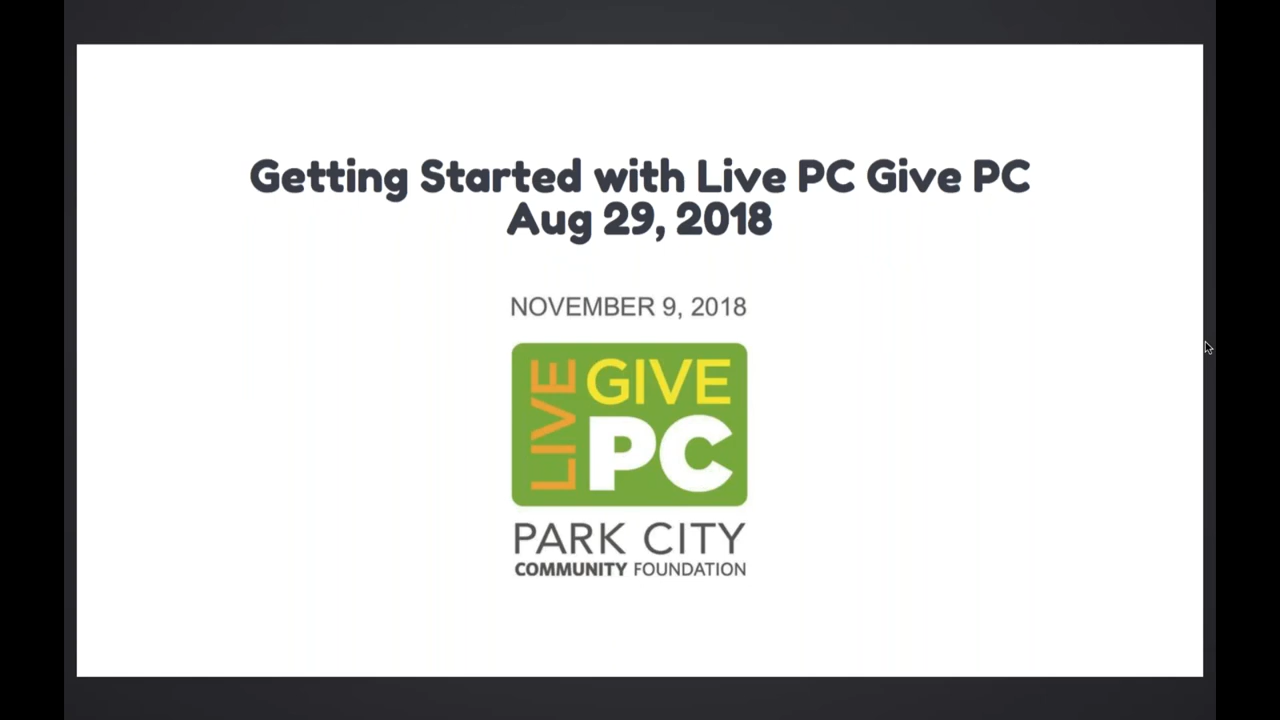 Getting Started with Live PC Give PC
Aug 29, 2018
NOVEMBER 9, 2018
LIVE
GIVE
PC
PARK CITY
COMMUNITY FOUNDATION